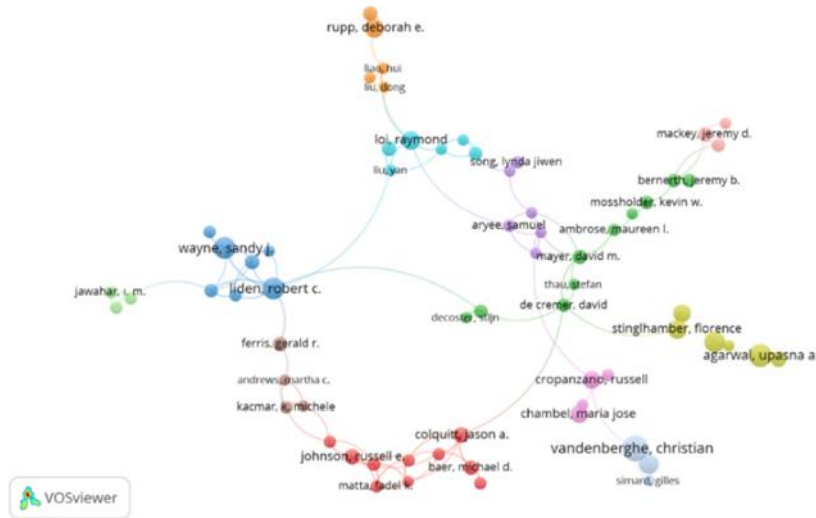 rupp, deborah e.
liao, hui
liu, dong
loi, raymond
liu, yan
song, lynda jiwen
mackey, jeremy d.
bernerth, jeremy b.
mossholder, kevin w.
aryee, samuel
ambrose, maureen l.
wayne, sandy j.
mayer, david m.
thau, stefan
jawahar, i. m.
liden, robert c.
de cremer, david
decoster, stijn
stinglhamber, florence
ferris, gerald r.
agarwal, upasna a.
andrews, martha c.
cropanzano, russell
kacmar, k. michele
chambel, maria jose
colquitt, jason a.
johnson, russell e.
baer, michael d.
vandenberghe, christian
matta, fadel k.
simard, gilles
VOSviewer